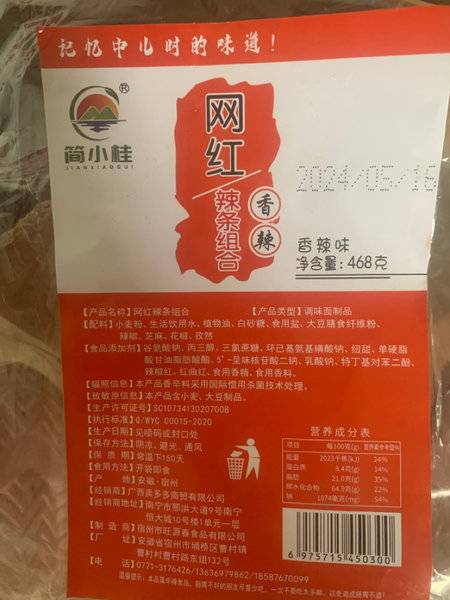 记忆中儿时的味道!
®
简小桂
JIANXIAOGUI
网红
辣条组合
香辣
2024/05/16
香辣味
净含量:468克
【产品名称】网红辣条组合 【产品类型】调味面制品
【配料】小麦粉、生活饮用水、植物油、白砂糖、食用盐、大豆膳食纤维粉、
辣椒、芝麻、花椒、孜然
【食品添加剂】谷氨酸钠、丙三醇、三氯蔗糖、环己基氨基磺酸钠、纽甜、单硬脂
酸甘油脂肪酸酯、5'-呈味核苷酸二钠、乳酸钠、特丁基对苯二酚、
辣椒红、红曲红、食用香精、食用香料。
【辐照信息】本产品香辛料采用国际惯用杀菌技术处理。
【致敏原信息】本产品含小麦、大豆制品。
【生产许可证号】SC10734130207008
【执行标准】Q/WYC 0001S-2020
【生产日期】见喷码或封口处
【保存方法】阴凉、避光、通风
【保 质 期】常温下150天
【食用方法】开袋即食
【产 地】安徽·宿州
【经销商】广西卖多多商贸有限公司
【经销商地址】南宁市那洪大道9号南宁
恒大城10号楼1单元一层
【制 造 商】宿州市旺源春食品有限公司
【厂 址】安徽省宿州市埇桥区曹村镇
曹村村曹村路东组132号
【电 话】0771-3176426/13636979862/18587670099
营养成分表
项目 每100克(g) 营养素参考值%
能量 2023千焦(kJ) 24%
蛋白质 8.4克(g) 14%
脂肪 21.0克(g) 35%
碳水化合物 64.9克(g) 22%
钠 1074毫克(mg) 54%
6 975715 450300